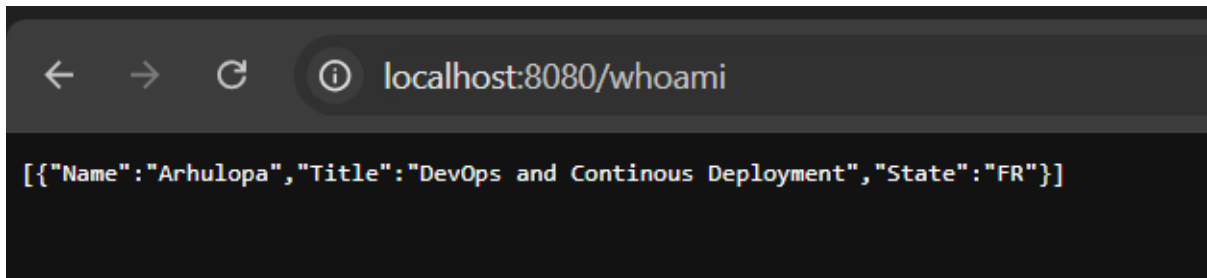 localhost:8080/whoami
[{"Name":"Arhulopa","Title":"DevOps and Continous Deployment","State":"FR"}]